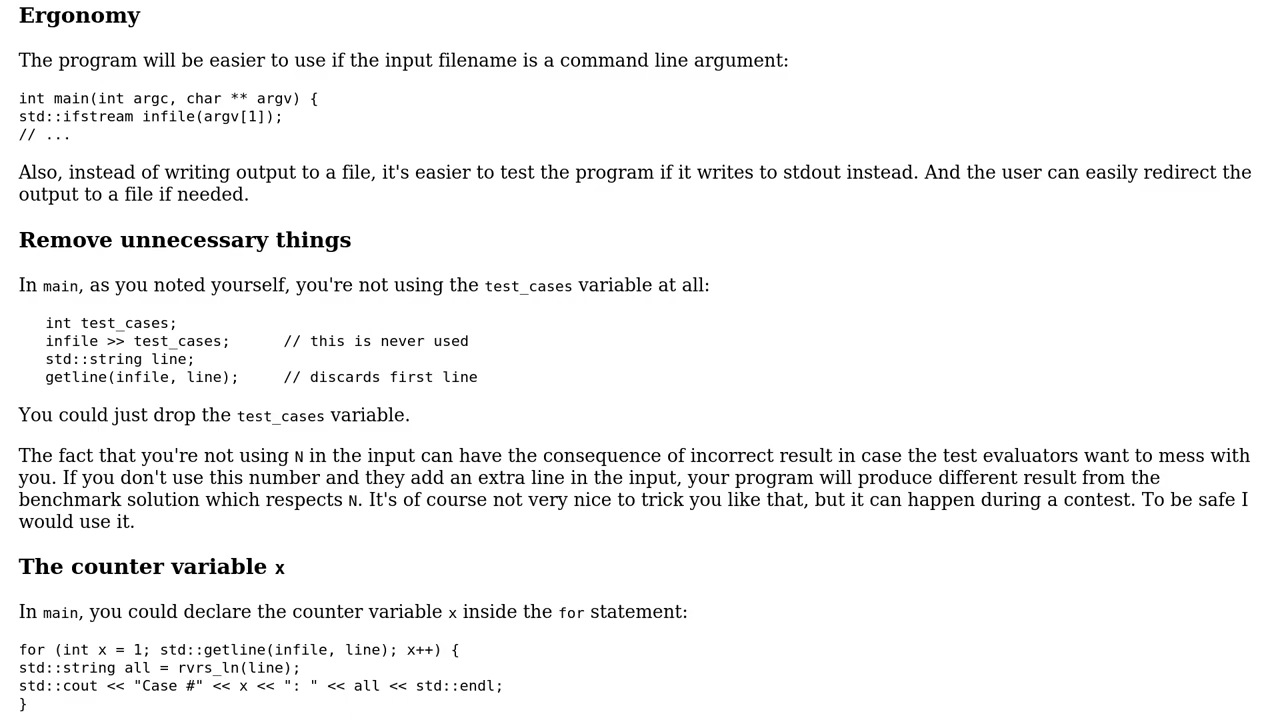 Ergonomy
The program will be easier to use if the input filename is a command line argument:
int main(int argc, char ** argv) {
std::ifstream infile(argv[1]);
// ...
Also, instead of writing output to a file, it's easier to test the program if it writes to stdout instead. And the user can easily redirect the
output to a file if needed.
Remove unnecessary things
In main, as you noted yourself, you're not using the test_cases variable at all:
   int test_cases;
   infile >> test_cases;      // this is never used
   std::string line;
   getline(infile, line);     // discards first line
You could just drop the test_cases variable.
The fact that you're not using N in the input can have the consequence of incorrect result in case the test evaluators want to mess with
you. If you don't use this number and they add an extra line in the input, your program will produce different result from the
benchmark solution which respects N. It's of course not very nice to trick you like that, but it can happen during a contest. To be safe I
would use it.
The counter variable x
In main, you could declare the counter variable x inside the for statement:
for (int x = 1; std::getline(infile, line); x++) {
std::string all = rvrs_ln(line);
std::cout << "Case #" << x << ": " << all << std::endl;
}